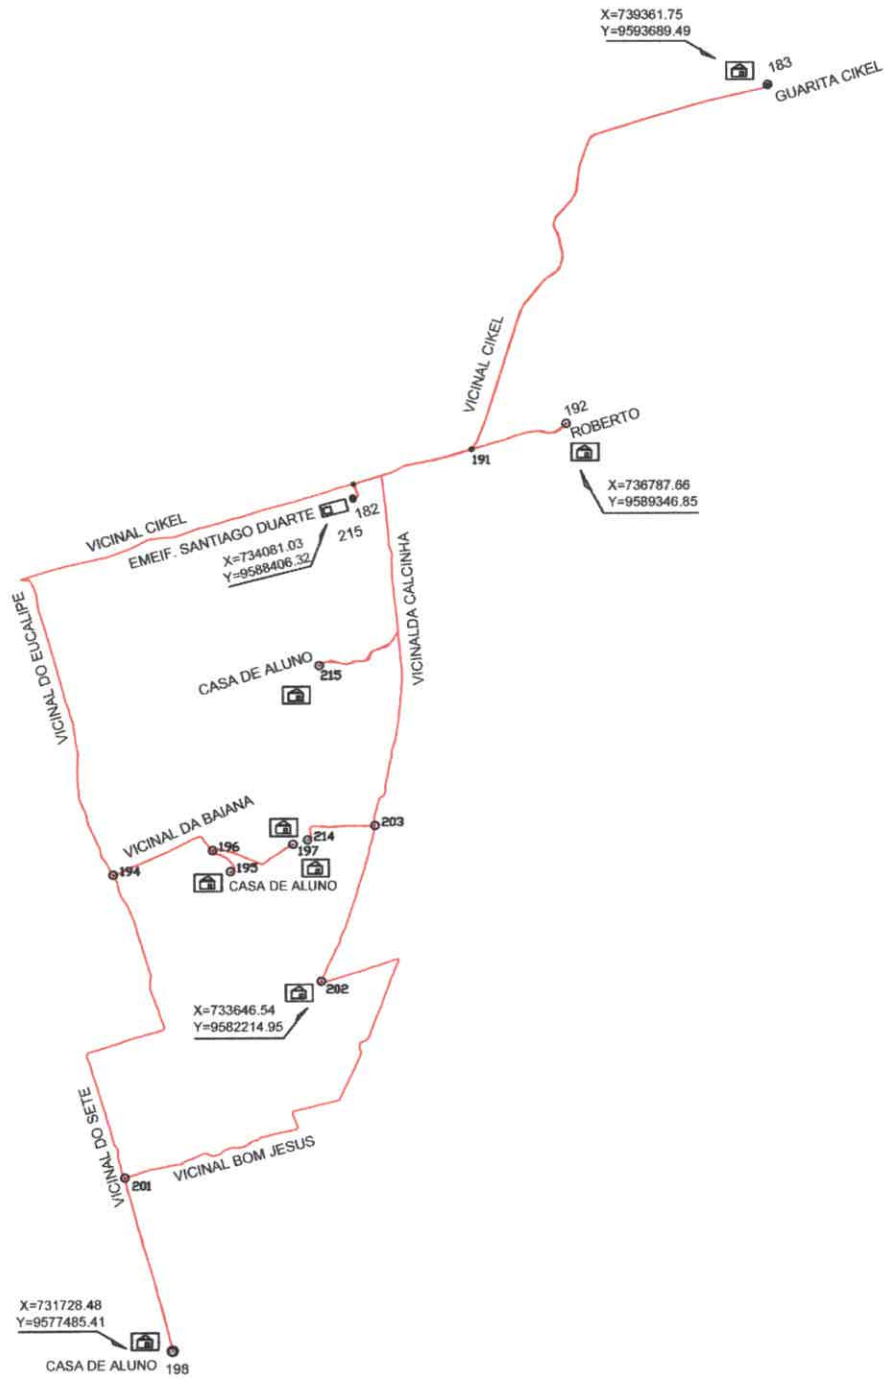 X=739361.75
Y=9593689.49
183
GUARITA CIKEL
VICINAL CIKEL
192
ROBERTO
191
X=736787.66
Y=9589346.85
VICINAL CIKEL
EMEIF. SANTIAGO DUARTE
182
215
X=734081.03
Y=9588406.32
VICINAL DO EUCALIPE
VICINALDA CALCINHA
CASA DE ALUNO
215
VICINAL DA BAIANA
203
214
197
196
195
194
CASA DE ALUNO
202
X=733646.54
Y=9582214.95
VICINAL DO SETE
VICINAL BOM JESUS
201
X=731728.48
Y=9577485.41
CASA DE ALUNO
198